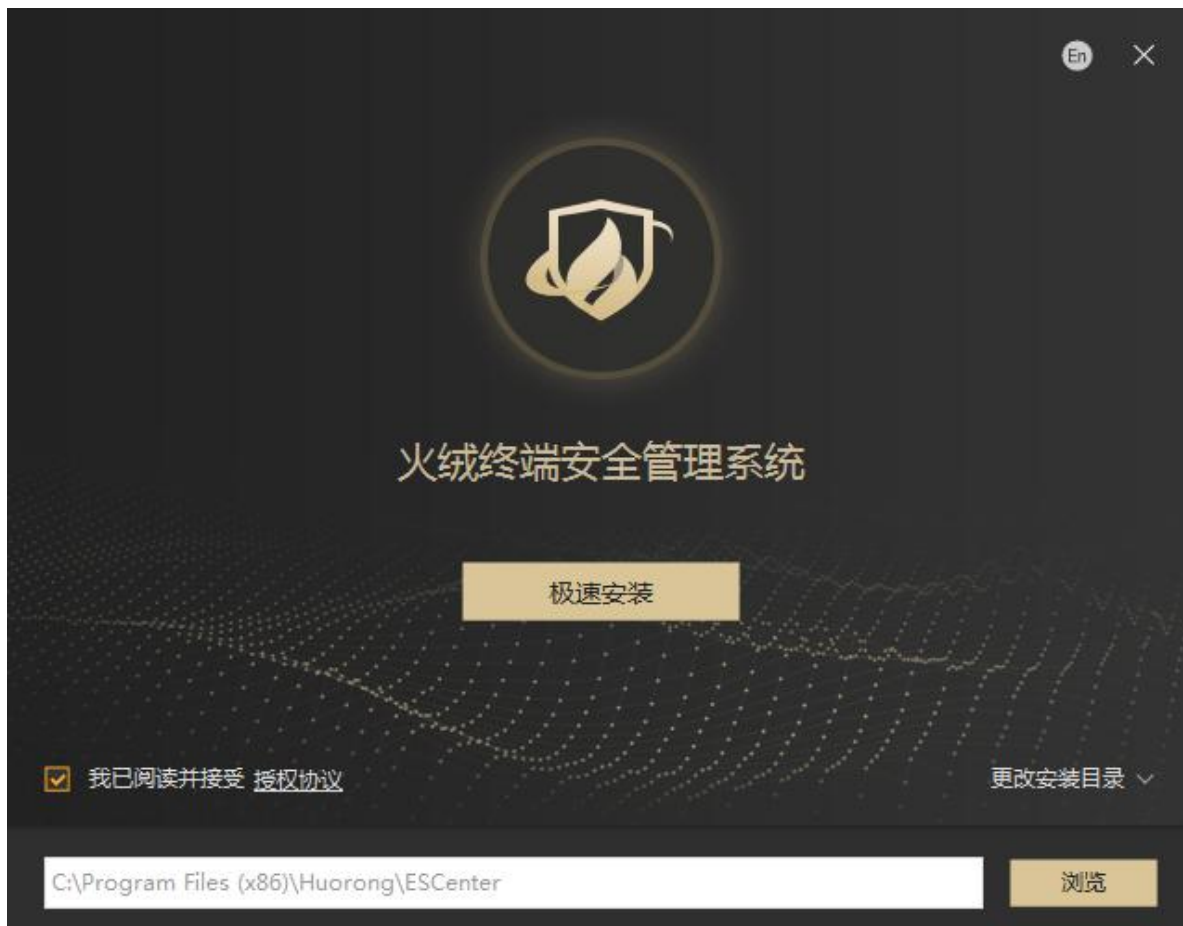 En
火绒终端安全管理系统
极速安装
我已阅读并接受 授权协议
更改安装目录
C:\Program Files (x86)\Huorong\ESCenter
浏览